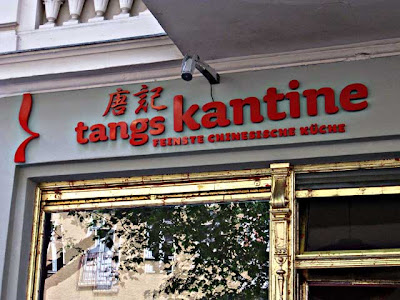 唐記
tangs kantine
FEINSTE CHINESISCHE KÜCHE